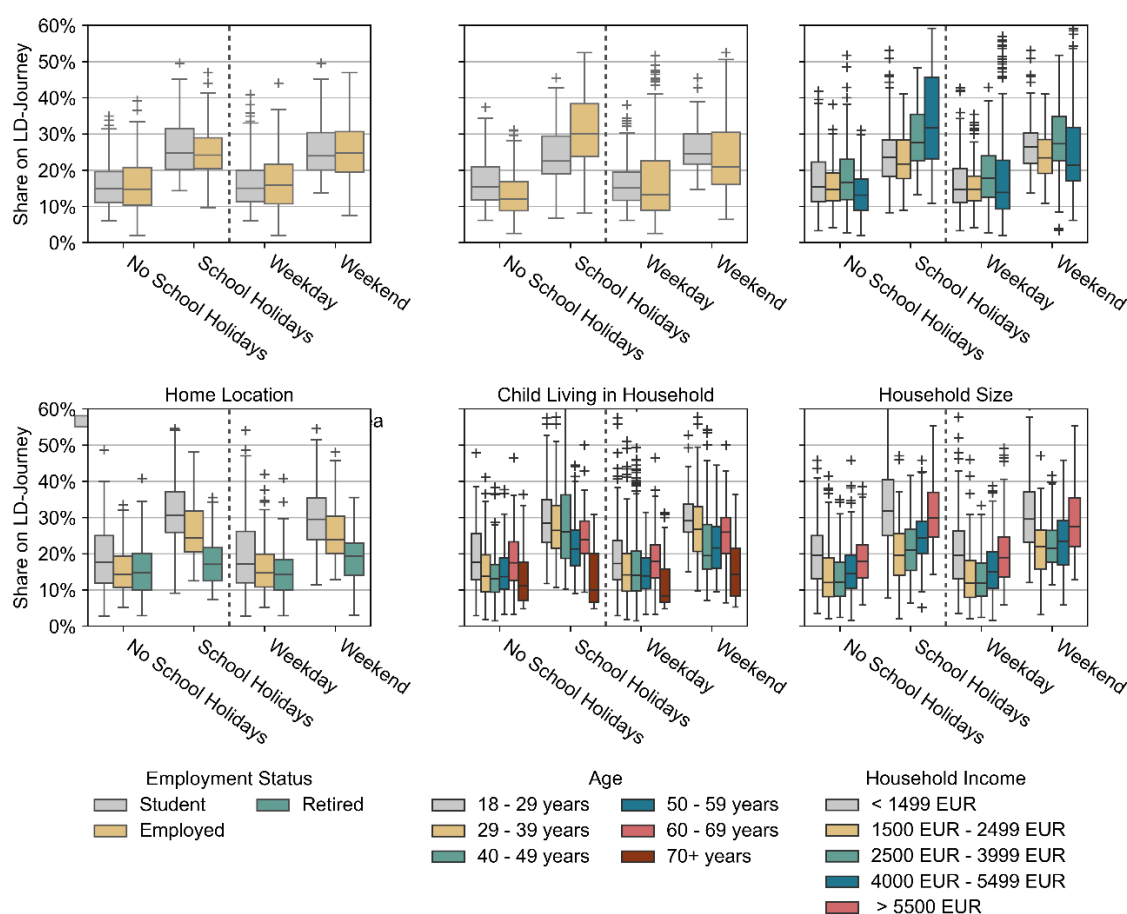 Share on LD-Journey
60%
50%
40%
30%
20%
10%
0%
No School Holidays
School Holidays
Weekday
Weekend
No School Holidays
School Holidays
Weekday
Weekend
No School Holidays
School Holidays
Weekday
Weekend
Home Location
Child Living in Household
Household Size
Share on LD-Journey
60%
50%
40%
30%
20%
10%
0%
a
No School Holidays
School Holidays
Weekday
Weekend
No School Holidays
School Holidays
Weekday
Weekend
No School Holidays
School Holidays
Weekday
Weekend
Employment Status
Student
Retired
Employed
Age
18 - 29 years
50 - 59 years
29 - 39 years
60 - 69 years
40 - 49 years
70+ years
Household Income
< 1499 EUR
1500 EUR - 2499 EUR
2500 EUR - 3999 EUR
4000 EUR - 5499 EUR
> 5500 EUR